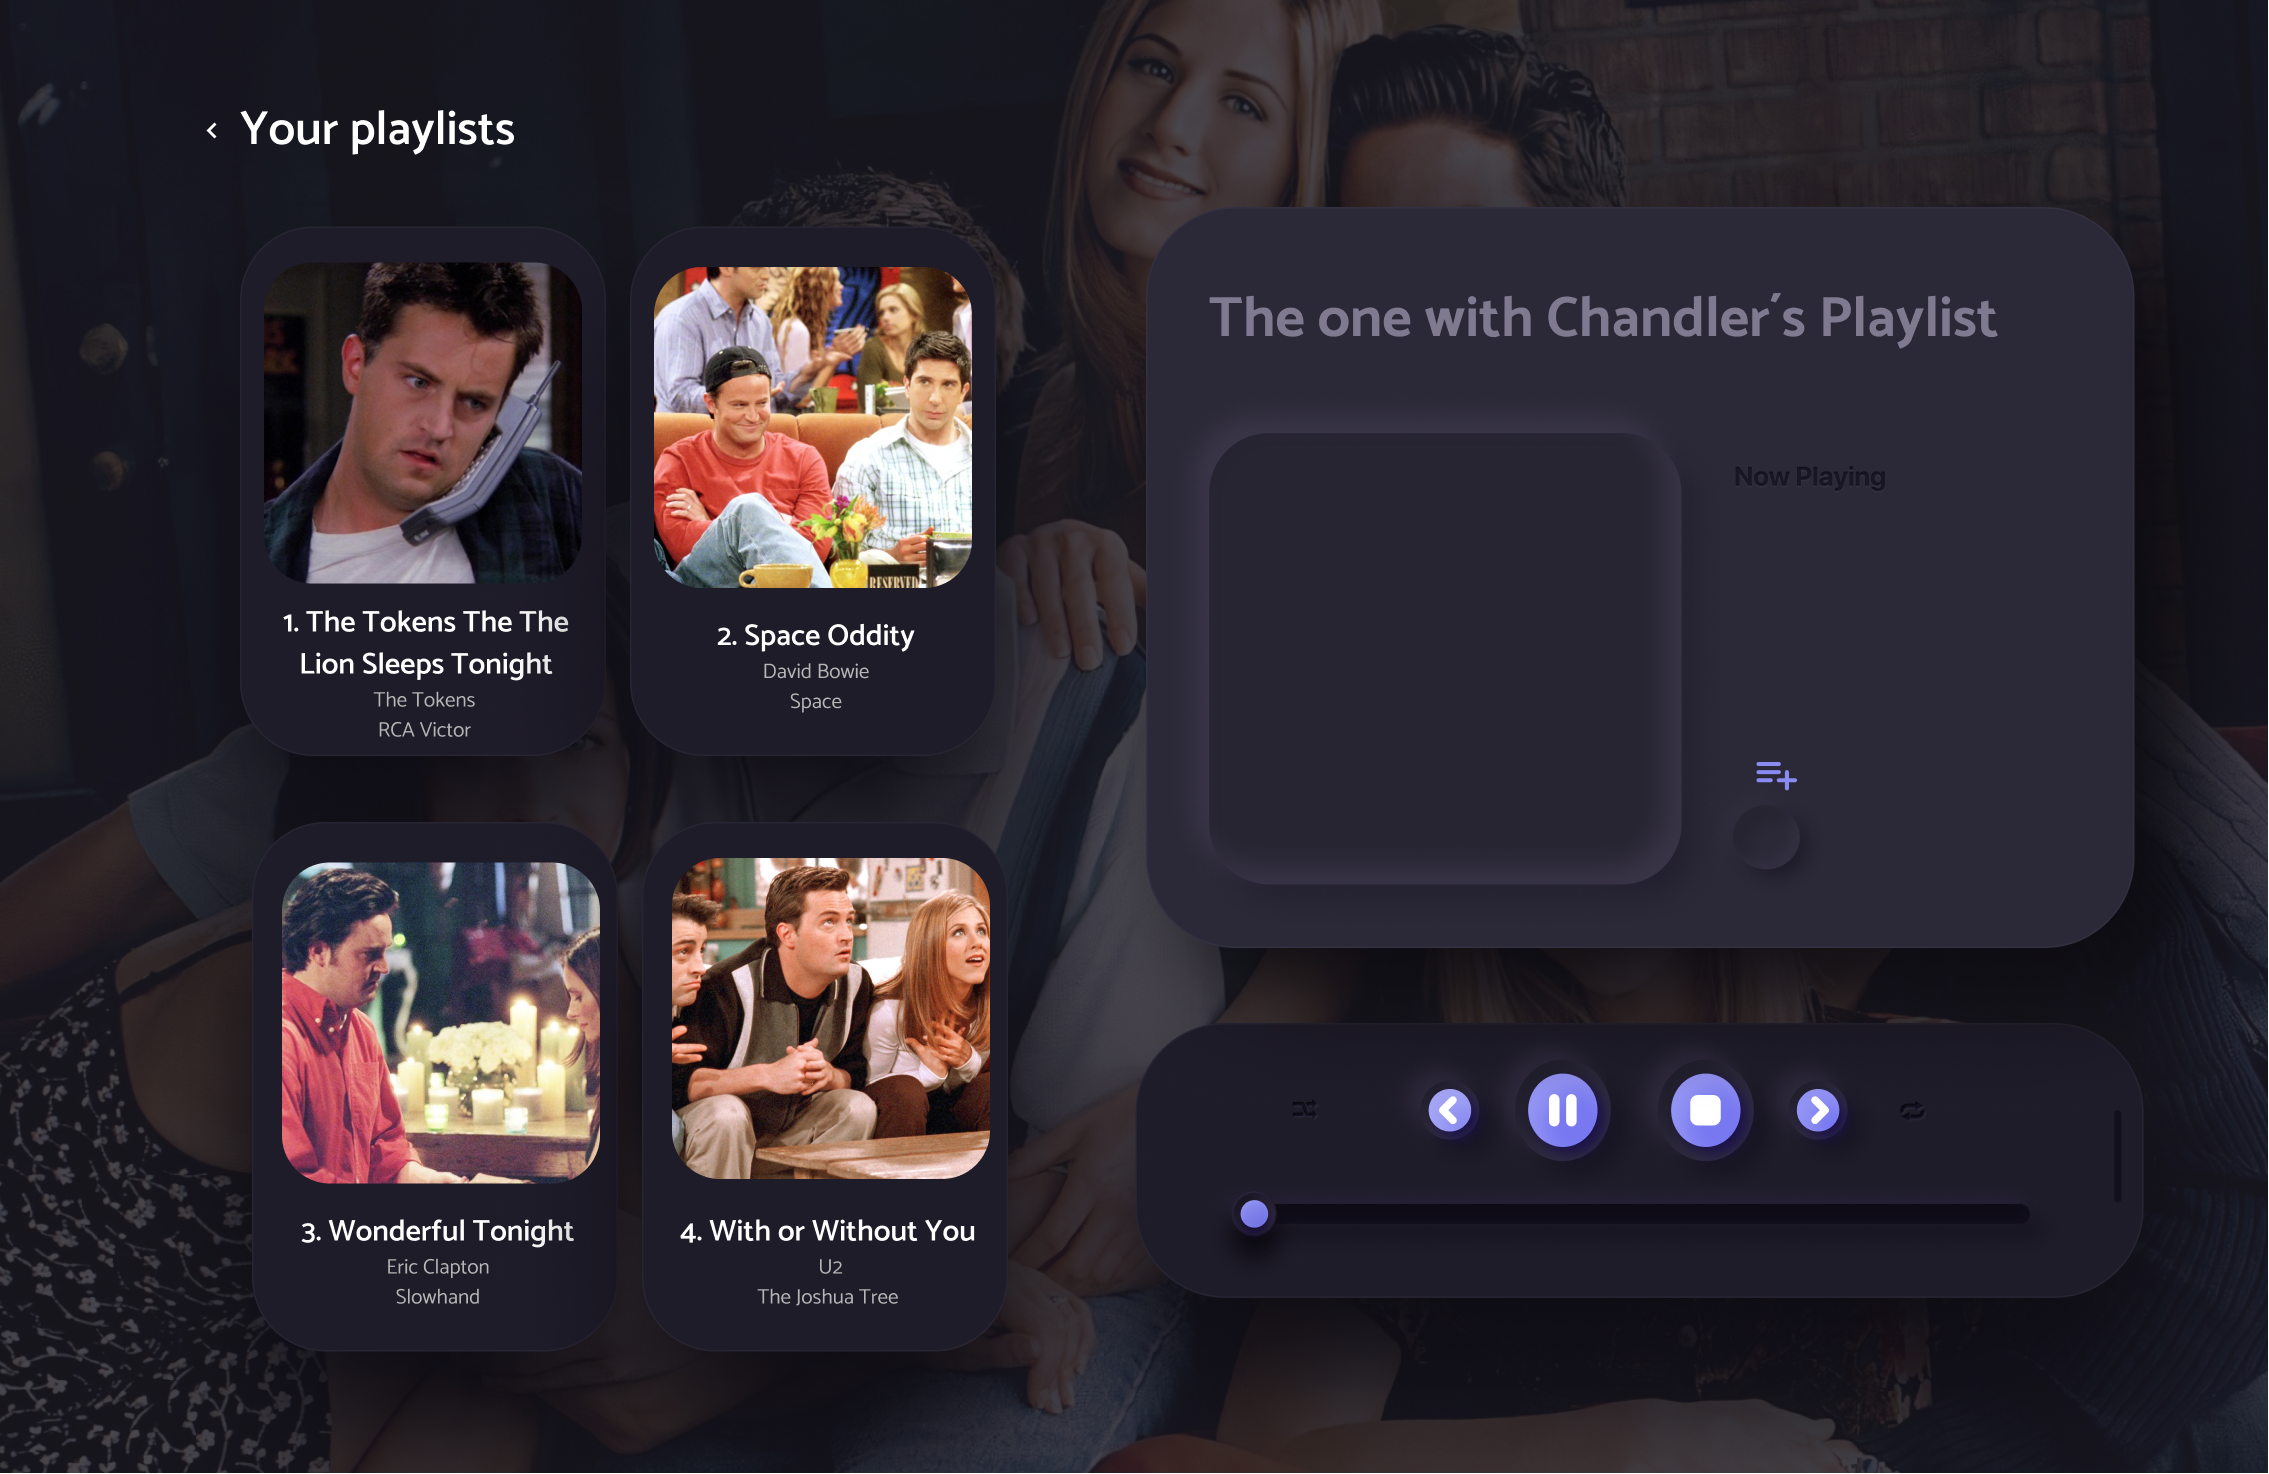 Your playlists
1. The Tokens The The
Lion Sleeps Tonight
The Tokens
RCA Victor
2. Space Oddity
David Bowie
Space
RESERVED
3. Wonderful Tonight
Eric Clapton
Slowhand
4. With or Without You
U2
The Joshua Tree
The one with Chandler´s Playlist
Now Playing